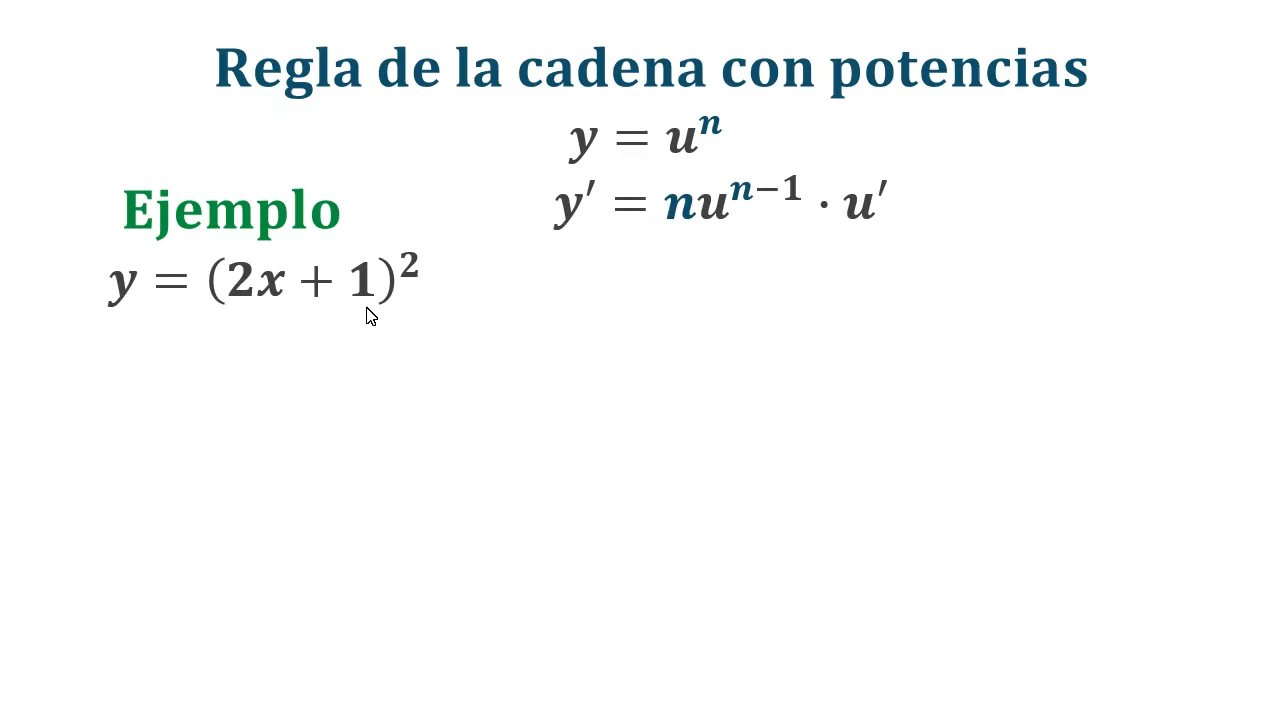 Regla de la cadena con potencias
y = uⁿ
y′ = nuⁿ⁻¹ · u′
Ejemplo
y = (2x + 1)²